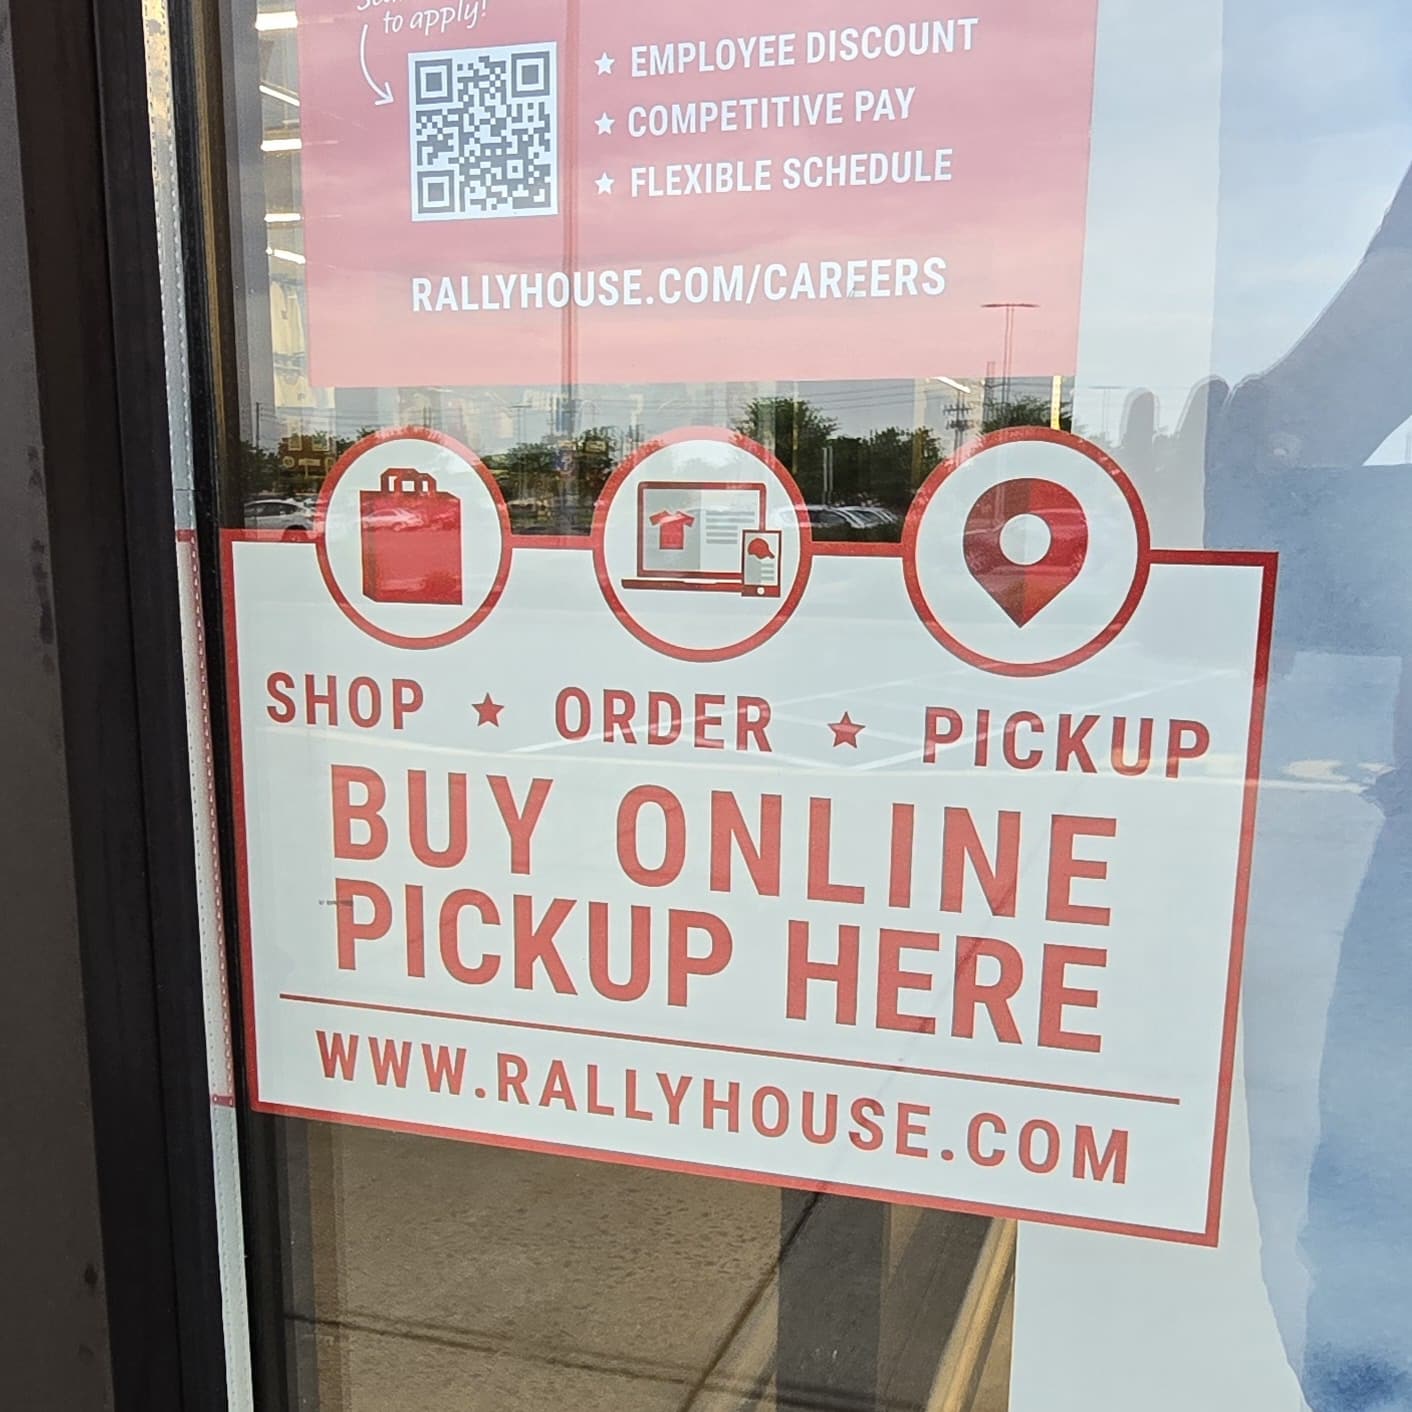 to apply!
★ EMPLOYEE DISCOUNT
★ COMPETITIVE PAY
★ FLEXIBLE SCHEDULE
RALLYHOUSE.COM/CAREERS
SHOP ★ ORDER ★ PICKUP
BUY ONLINE
PICKUP HERE
WWW.RALLYHOUSE.COM